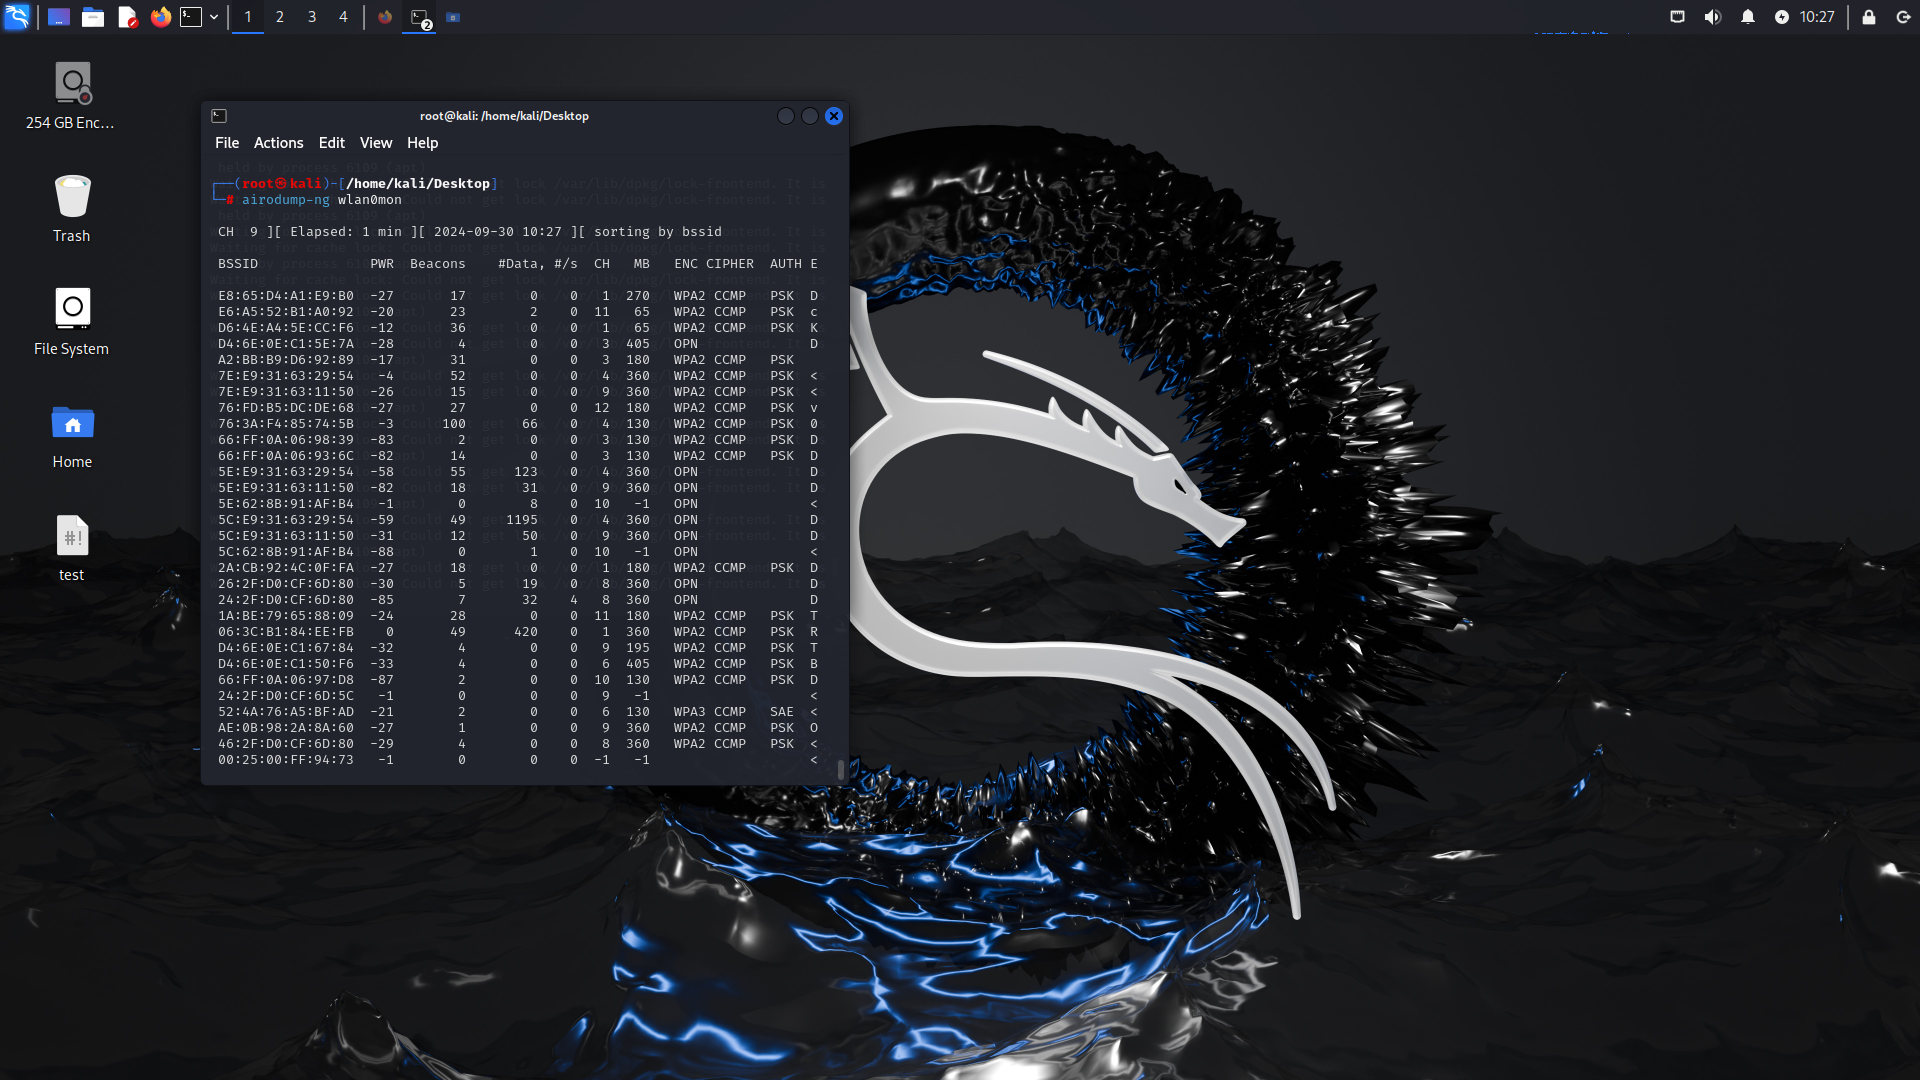 1 2 3 4 2 10:27
254 GB Enc...
Trash
File System
Home
#!
test
root@kali: /home/kali/Desktop
File Actions Edit View Help
held by process 6109 (apt)
┌──(root㉿kali)-[/home/kali/Desktop]
└─# airodump-ng wlan0mon
CH  9 ][ Elapsed: 1 min ][ 2024-09-30 10:27 ][ sorting by bssid
BSSID PWR Beacons #Data, #/s CH MB ENC CIPHER AUTH E
E8:65:D4:A1:E9:B0 -27 17 0 0 1 270 WPA2 CCMP PSK D
E6:A5:52:B1:A0:92 -20 23 2 0 11 65 WPA2 CCMP PSK c
D6:4E:A4:5E:CC:F6 -12 36 0 0 1 65 WPA2 CCMP PSK K
D4:6E:0E:C1:5E:7A -28 4 0 0 3 405 OPN D
A2:BB:B9:D6:92:89 -17 31 0 0 3 180 WPA2 CCMP PSK
7E:E9:31:63:29:54 -4 52 0 0 4 360 WPA2 CCMP PSK <
7E:E9:31:63:11:50 -26 15 0 0 9 360 WPA2 CCMP PSK <
76:FD:B5:DC:DE:68 -27 27 0 0 12 180 WPA2 CCMP PSK v
76:3A:F4:85:74:5B -3 100 66 0 4 130 WPA2 CCMP PSK 0
66:FF:0A:06:98:39 -83 2 0 0 3 130 WPA2 CCMP PSK D
66:FF:0A:06:93:6C -82 14 0 0 3 130 WPA2 CCMP PSK D
5E:E9:31:63:29:54 -58 55 123 0 4 360 OPN D
5E:E9:31:63:11:50 -82 18 31 0 9 360 OPN D
5E:62:8B:91:AF:B4 -1 0 8 0 10 -1 OPN <
5C:E9:31:63:29:54 -59 49 1195 0 4 360 OPN D
5C:E9:31:63:11:50 -31 12 50 0 9 360 OPN D
5C:62:8B:91:AF:B4 -88 0 1 0 10 -1 OPN <
2A:CB:92:4C:0F:FA -27 18 0 0 1 180 WPA2 CCMP PSK D
26:2F:D0:CF:6D:80 -30 5 19 0 8 360 OPN D
24:2F:D0:CF:6D:80 -85 7 32 4 8 360 OPN D
1A:BE:79:65:88:09 -24 28 0 0 11 180 WPA2 CCMP PSK T
06:3C:B1:84:EE:FB 0 49 420 0 1 360 WPA2 CCMP PSK R
D4:6E:0E:C1:67:84 -32 4 0 0 9 195 WPA2 CCMP PSK T
D4:6E:0E:C1:50:F6 -33 4 0 0 6 405 WPA2 CCMP PSK B
66:FF:0A:06:97:D8 -87 2 0 0 10 130 WPA2 CCMP PSK D
24:2F:D0:CF:6D:5C -1 0 0 0 9 -1 <
52:4A:76:A5:BF:AD -21 2 0 0 6 130 WPA3 CCMP SAE <
AE:0B:98:2A:8A:60 -27 1 0 0 9 360 WPA2 CCMP PSK O
46:2F:D0:CF:6D:80 -29 4 0 0 8 360 WPA2 CCMP PSK <
00:25:00:FF:94:73 -1 0 0 0 -1 -1 <